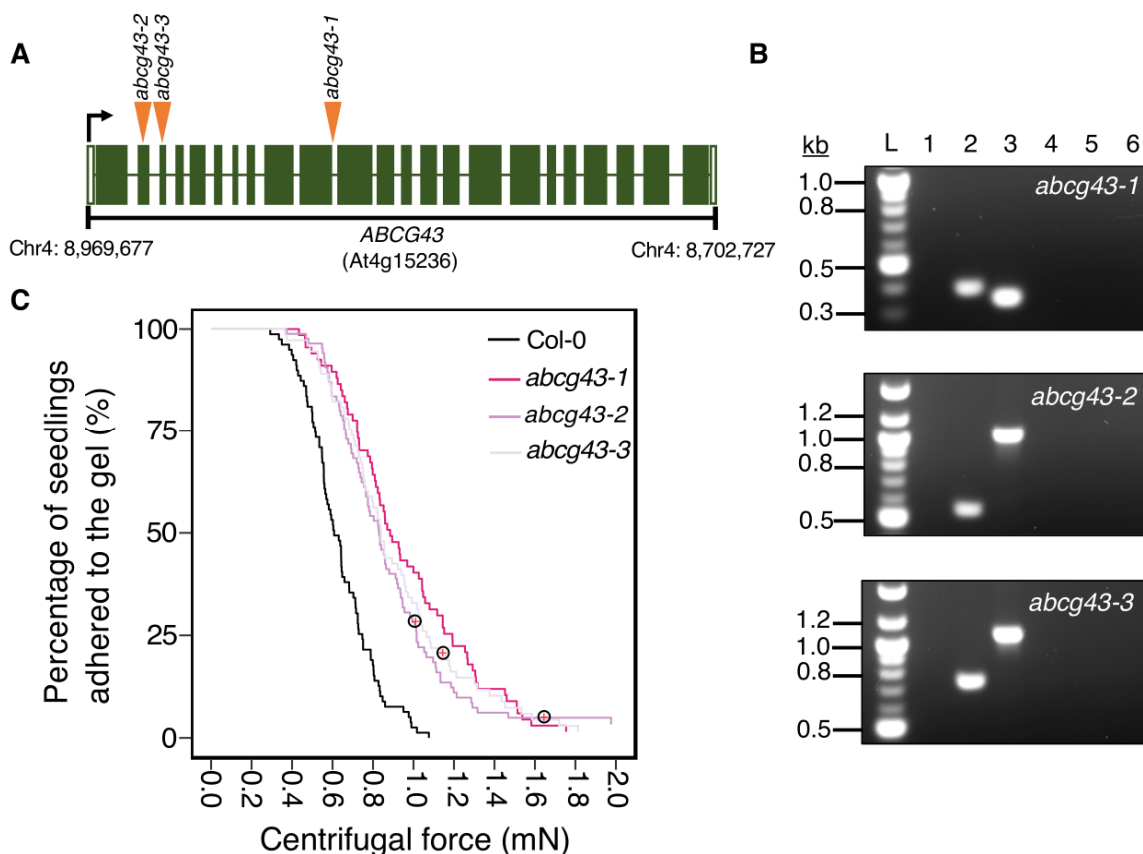 A
abcg43-2
abcg43-3
abcg43-1
Chr4: 8,969,677
ABCG43
(At4g15236)
Chr4: 8,702,727
B
kb
L 1 2 3 4 5 6
abcg43-1
1.0
0.8
0.5
0.3
abcg43-2
1.2
1.0
0.8
0.5
abcg43-3
1.2
1.0
0.8
0.5
C
Percentage of seedlings
adhered to the gel (%)
100
75
50
25
0
Col-0
abcg43-1
abcg43-2
abcg43-3
0.0 0.2 0.4 0.6 0.8 1.0 1.2 1.4 1.6 1.8 2.0
Centrifugal force (mN)